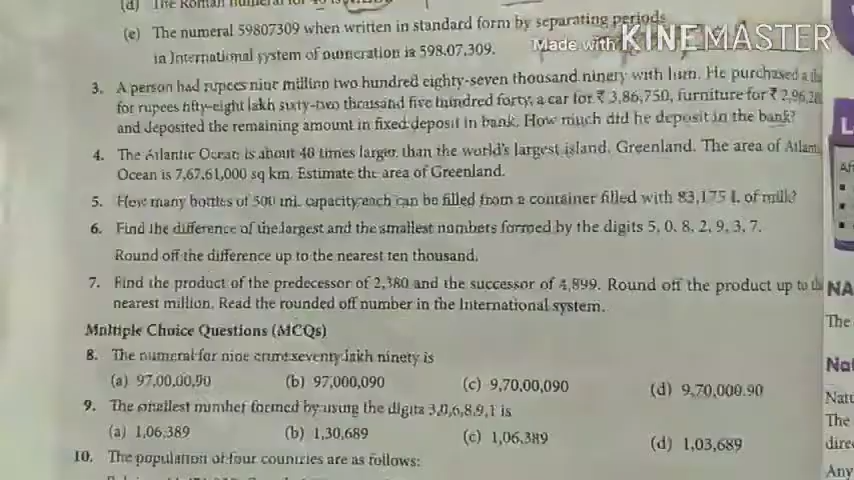 (d) The Roman numeral for 40 is
(e) The numeral 59807309 when written in standard form by separating periods
in International system of numeration is 598,07,309.
Made with KINEMASTER
3. A person had rupees nine million two hundred eighty-seven thousand ninety with him. He purchased a
for rupees fifty-eight lakh sixty-two thousand five hundred forty, a car for ₹ 3,86,750, furniture for ₹ 2,96,
and deposited the remaining amount in fixed deposit in bank. How much did he deposit in the bank?
4. The Atlantic Ocean is about 40 times larger than the world's largest island, Greenland. The area of Atlan
Ocean is 7,67,61,000 sq km. Estimate the area of Greenland.
5. How many bottles of 500 mL capacity each can be filled from a container filled with 83,175 L of milk?
6. Find the difference of the largest and the smallest numbers formed by the digits 5, 0, 8, 2, 9, 3, 7.
Round off the difference up to the nearest ten thousand.
7. Find the product of the predecessor of 2,380 and the successor of 4,899. Round off the product up to th
nearest million. Read the rounded off number in the International system.
Multiple Choice Questions (MCQs)
8. The numeral for nine crore seventy lakh ninety is
(a) 97,00,00,90 (b) 97,000,090 (c) 9,70,00,090 (d) 9,70,000.90
9. The smallest number formed by using the digits 3,0,6,8,9,1 is
(a) 1,06,389 (b) 1,30,689 (c) 1,06,389 (d) 1,03,689
10. The population of four countries are as follows:
L
Af
NA
The
Nat
Natu
The
dire
Any